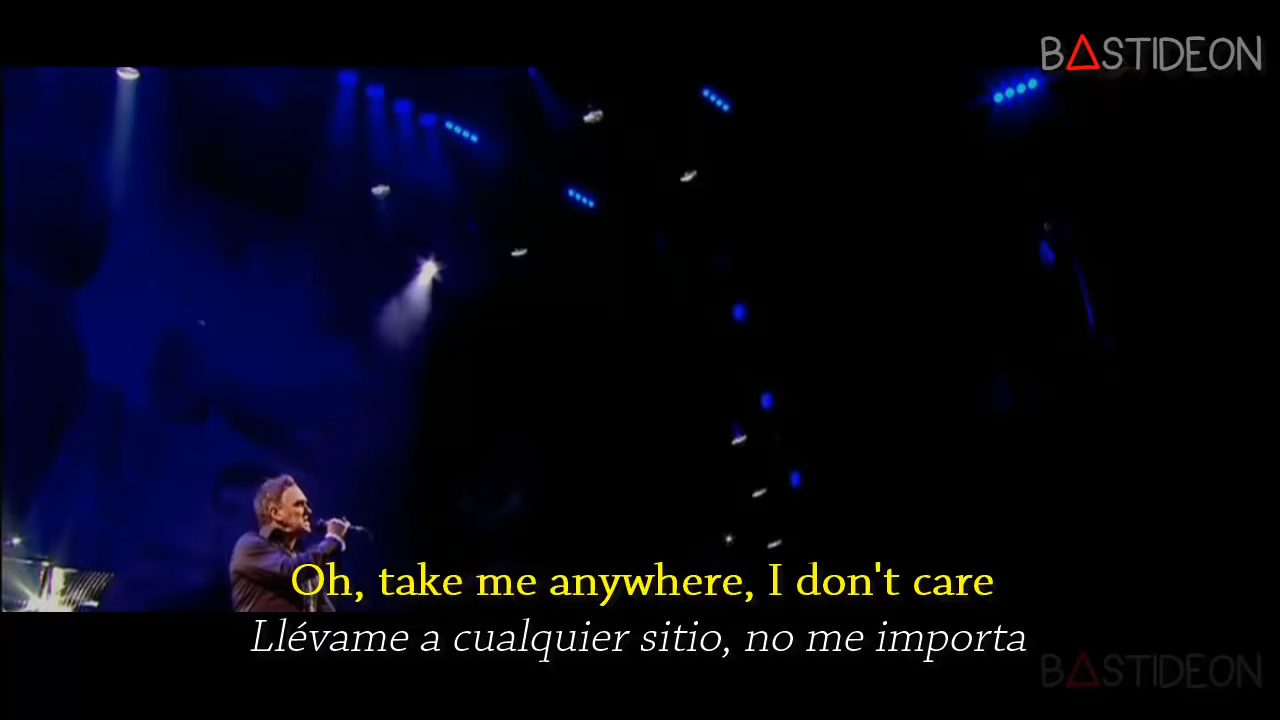 BASTIDEON
Oh, take me anywhere, I don't care
Llévame a cualquier sitio, no me importa
BASTIDEON